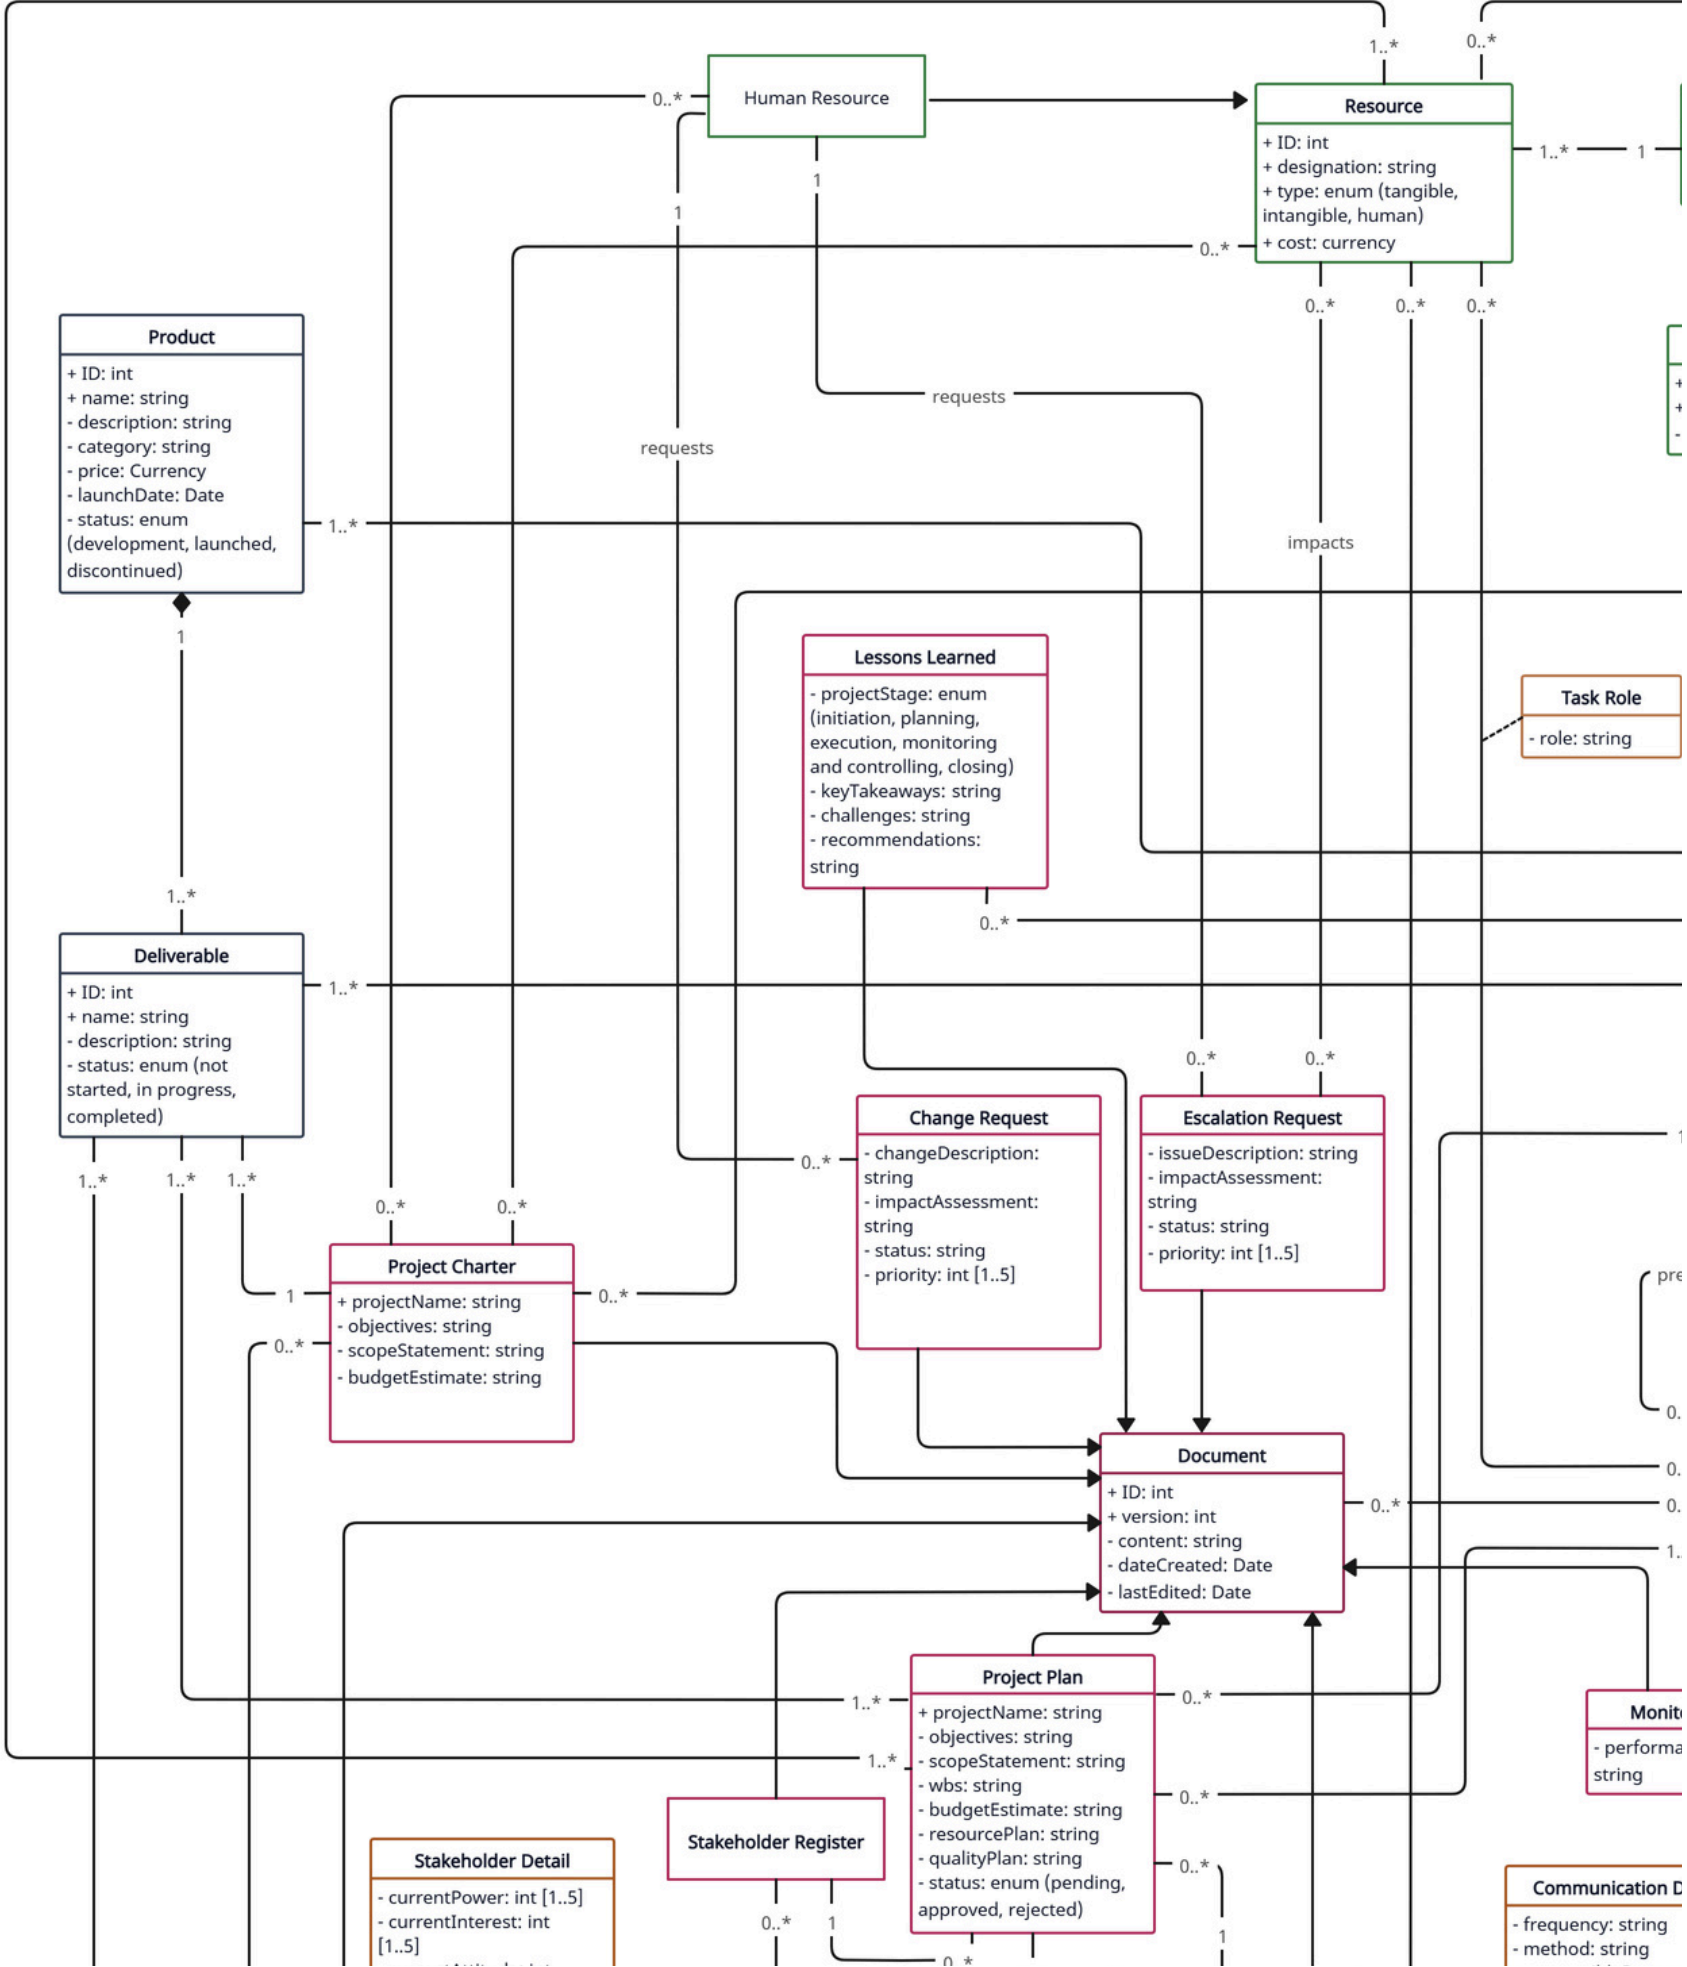 1..*
0..*
Human Resource
0..*
Resource
+ ID: int
+ designation: string
+ type: enum (tangible,
intangible, human)
+ cost: currency
1..*
1
1
1
0..*
0..*
0..*
0..*
Product
+ ID: int
+ name: string
- description: string
- category: string
- price: Currency
- launchDate: Date
- status: enum
(development, launched,
discontinued)
+
+
-
requests
requests
1..*
impacts
1
Lessons Learned
- projectStage: enum
(initiation, planning,
execution, monitoring
and controlling, closing)
- keyTakeaways: string
- challenges: string
- recommendations:
string
Task Role
- role: string
1..*
0..*
Deliverable
+ ID: int
+ name: string
- description: string
- status: enum (not
started, in progress,
completed)
1..*
0..*
0..*
Change Request
- changeDescription:
string
- impactAssessment:
string
- status: string
- priority: int [1..5]
Escalation Request
- issueDescription: string
- impactAssessment:
string
- status: string
- priority: int [1..5]
1
0..*
1..*
1..*
1..*
0..*
0..*
Project Charter
+ projectName: string
- objectives: string
- scopeStatement: string
- budgetEstimate: string
1
0..*
0..*
pre
0.
Document
+ ID: int
+ version: int
- content: string
- dateCreated: Date
- lastEdited: Date
0.
0..*
0.
1..
Project Plan
+ projectName: string
- objectives: string
- scopeStatement: string
- wbs: string
- budgetEstimate: string
- resourcePlan: string
- qualityPlan: string
- status: enum (pending,
approved, rejected)
1..*
0..*
1..*
0..*
0..*
1
Monit
- performa
string
Stakeholder Register
0..*
1
0..*
Stakeholder Detail
- currentPower: int [1..5]
- currentInterest: int
[1..5]
Communication D
- frequency: string
- method: string